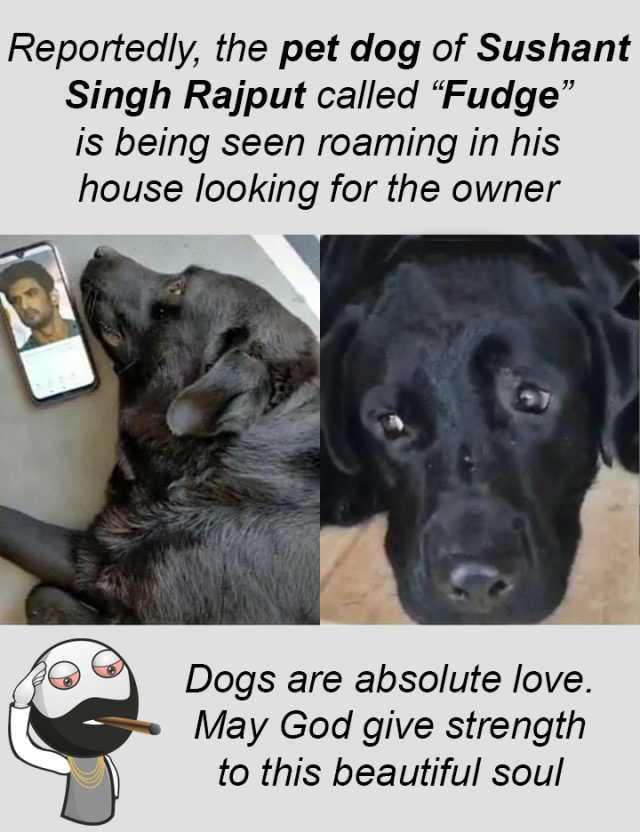 Reportedly, the pet dog of Sushant
Singh Rajput called “Fudge”
is being seen roaming in his
house looking for the owner
Dogs are absolute love.
May God give strength
to this beautiful soul